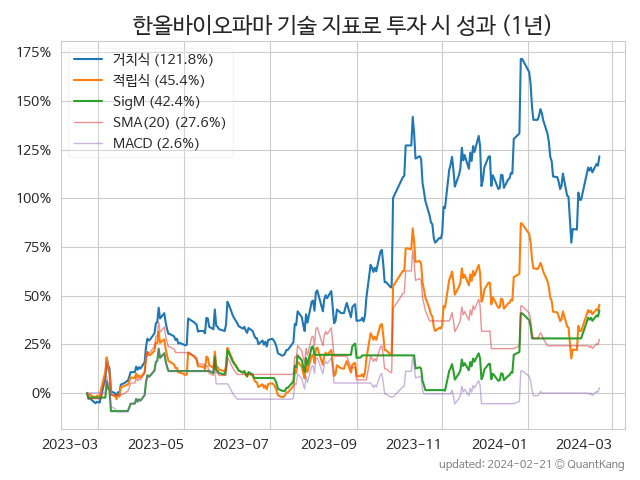 한올바이오파마 기술 지표로 투자 시 성과 (1년)
175%
150%
125%
100%
75%
50%
25%
0%
거치식 (121.8%)
적립식 (45.4%)
SigM (42.4%)
SMA(20) (27.6%)
MACD (2.6%)
2023-03 2023-05 2023-07 2023-09 2023-11 2024-01 2024-03
updated: 2024-02-21 © QuantKang